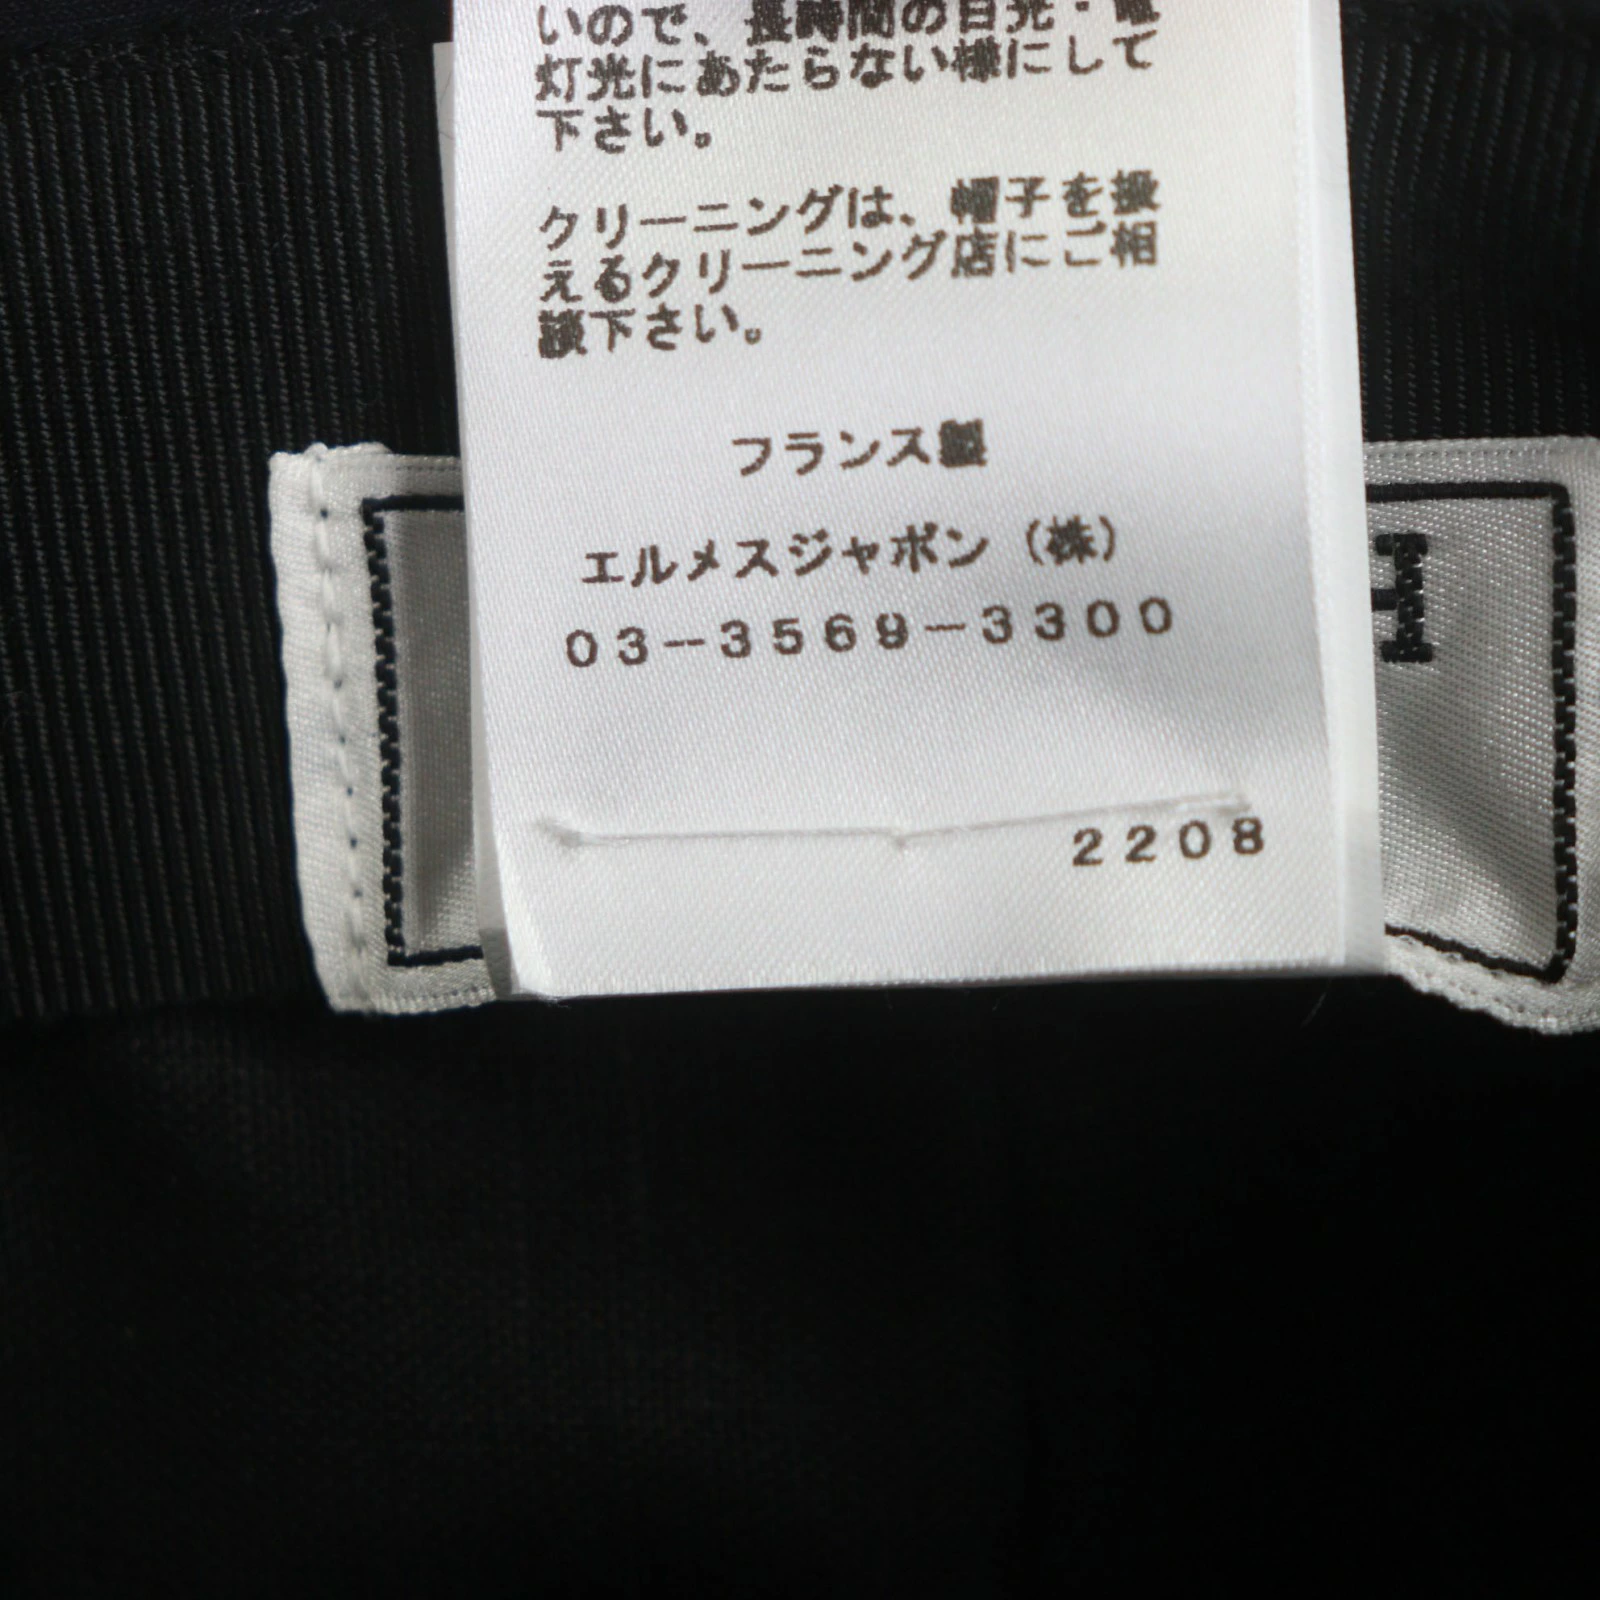 いので、長時間の日光・電
灯光にあたらない様にして
下さい。
クリーニングは、帽子を扱
えるクリーニング店にご相
談下さい。
フランス製
エルメスジャポン（株）
03-3569-3300
2208
H